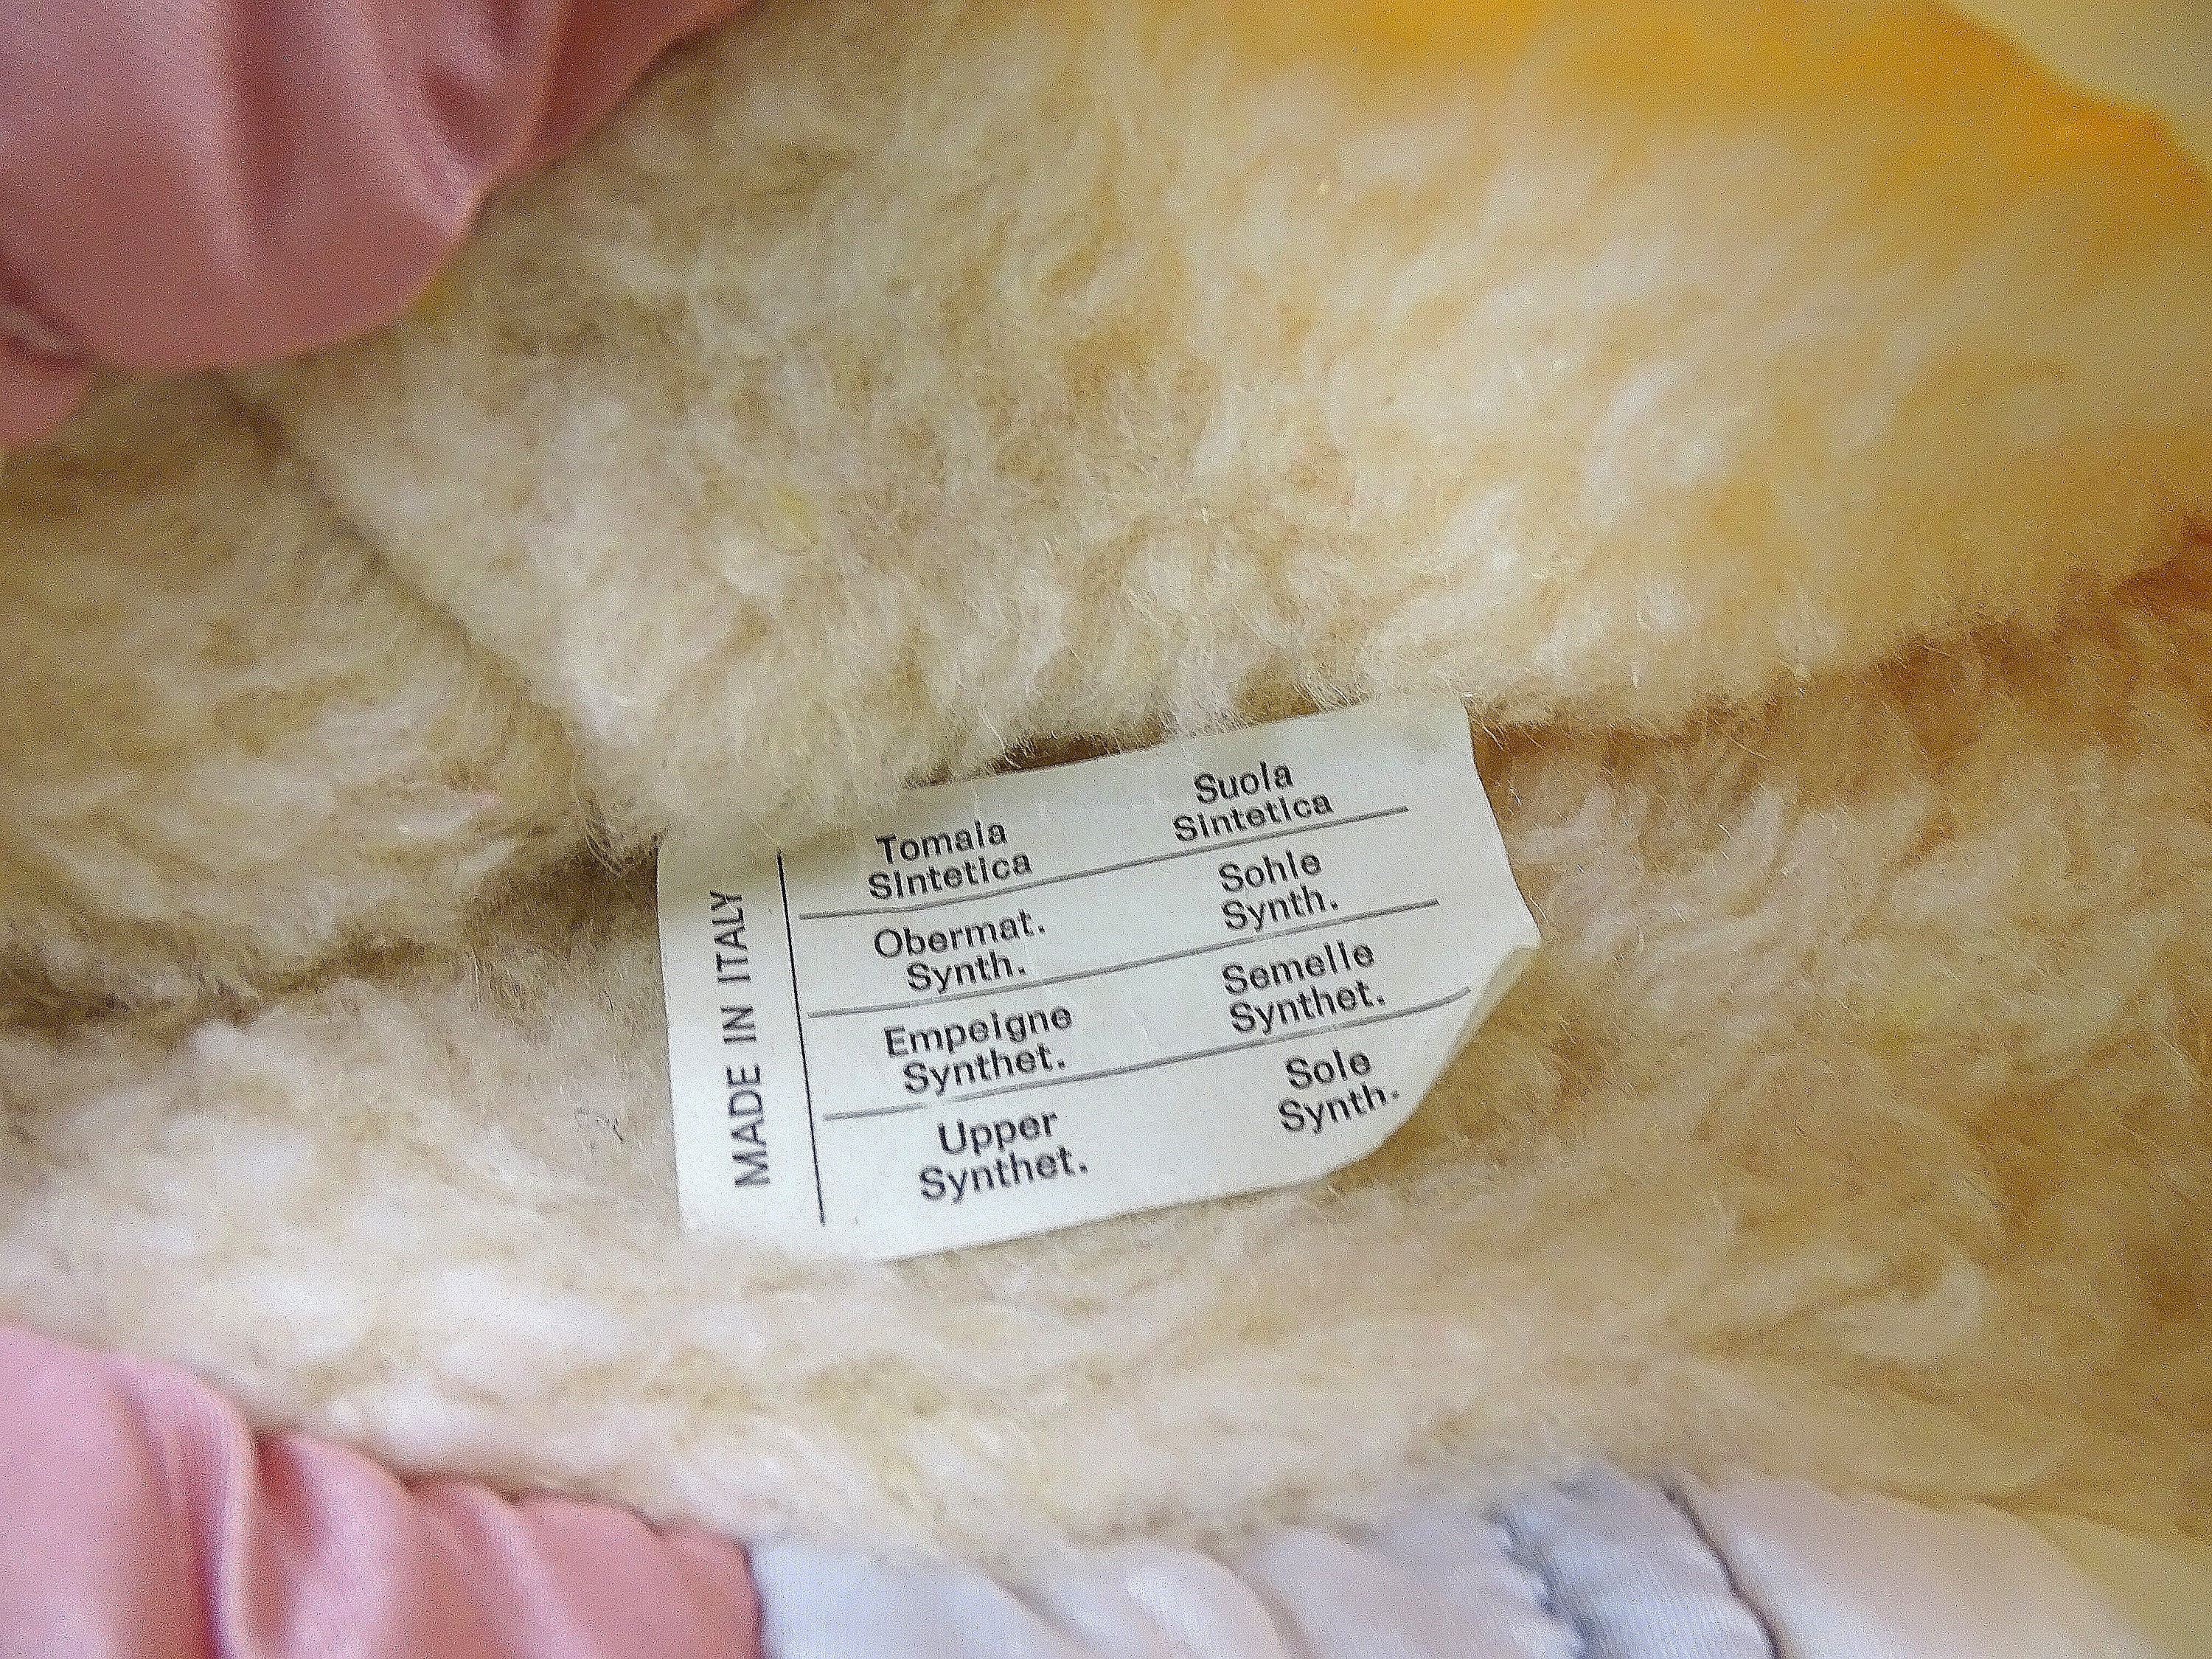 MADE IN ITALY
Tomaia
Sintetica
Suola
Sintetica
Obermat.
Synth.
Sohle
Synth.
Empeigne
Synthet.
Semelle
Synthet.
Upper
Synthet.
Sole
Synth.